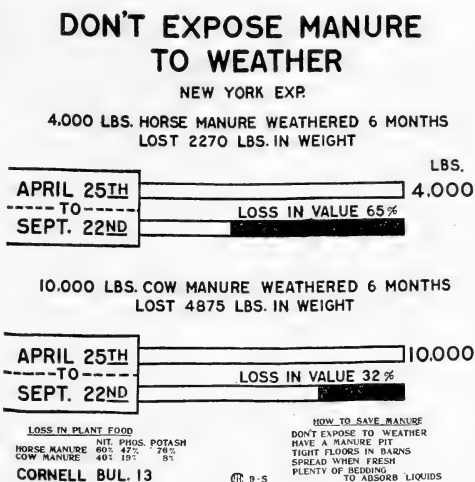 DON'T EXPOSE MANURE
TO WEATHER
NEW YORK EXP.
4,000 LBS. HORSE MANURE WEATHERED 6 MONTHS
LOST 2270 LBS. IN WEIGHT
LBS.
APRIL 25TH
4,000
TO
LOSS IN VALUE 65%
SEPT. 22ND
10,000 LBS. COW MANURE WEATHERED 6 MONTHS
LOST 4875 LBS. IN WEIGHT
APRIL 25TH
10,000
TO
LOSS IN VALUE 32%
SEPT. 22ND
LOSS IN PLANT FOOD
NIT. PHOS. POTASH
HORSE MANURE 60% 47% 76%
COW MANURE 40% 19% 8%
CORNELL BUL. 13
HOW TO SAVE MANURE
DON'T EXPOSE TO WEATHER
HAVE A MANURE PIT
TIGHT FLOORS IN BARNS
SPREAD WHEN FRESH
PLENTY OF BEDDING
TO ABSORB LIQUIDS
9-S